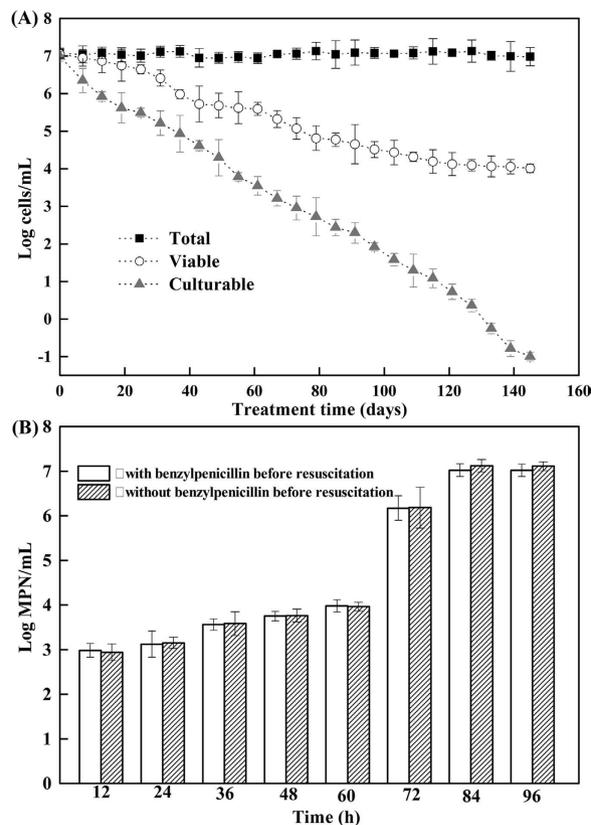 (A)
8
7
6
5
4
3
2
1
0
-1
Log cells/mL
Total
Viable
Culturable
0 20 40 60 80 100 120 140 160
Treatment time (days)
(B)
8
7
6
5
4
3
2
1
0
Log MPN/mL
□with benzylpenicillin before resuscitation
□without benzylpenicillin before resuscitation
12 24 36 48 60 72 84 96
Time (h)